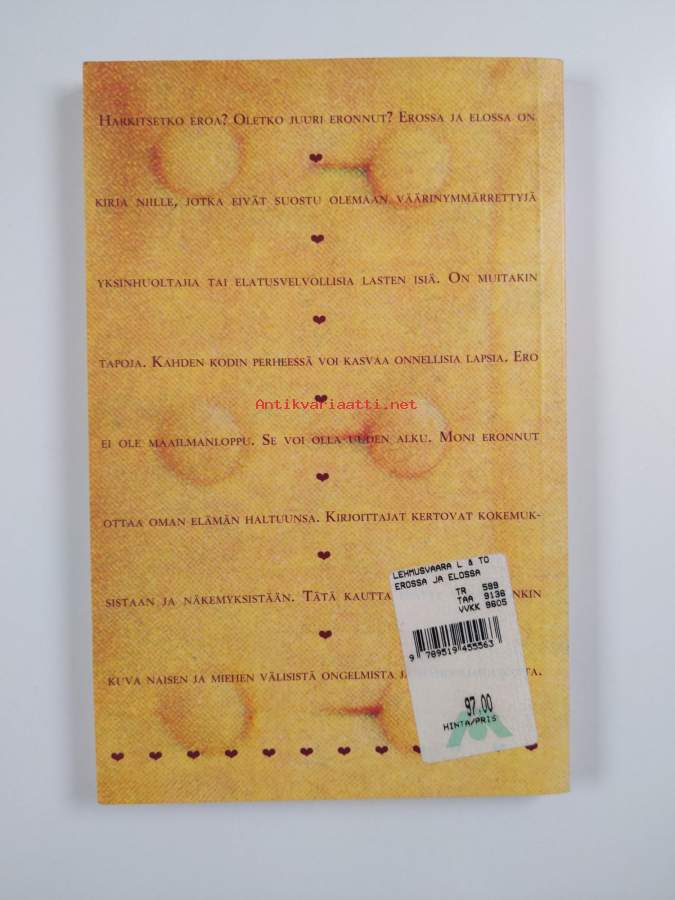 Harkitsetko eroa? Oletko juuri eronnut? Erossa ja elossa on
kirja niille, jotka eivät suostu olemaan väärinymmärrettyjä
yksinhuoltajia tai elatusvelvollisia lasten isiä. On muitakin
tapoja. Kahden kodin perheessä voi kasvaa onnellisia lapsia. Ero
Antikvariaatti.net
ei ole maailmanloppu. Se voi olla uuden alku. Moni eronnut
ottaa oman elämän haltuunsa. Kirjoittajat kertovat kokemuk-
sistaan ja näkemyksistään. Tätä kautta
kuva naisen ja miehen välisistä ongelmista
LEHMUSVAARA L & TO
EROSSA JA ELOSSA
TR 599
TAA 9136
VVKK 9605
9 789519 455563
97,00
HINTA/PRIS